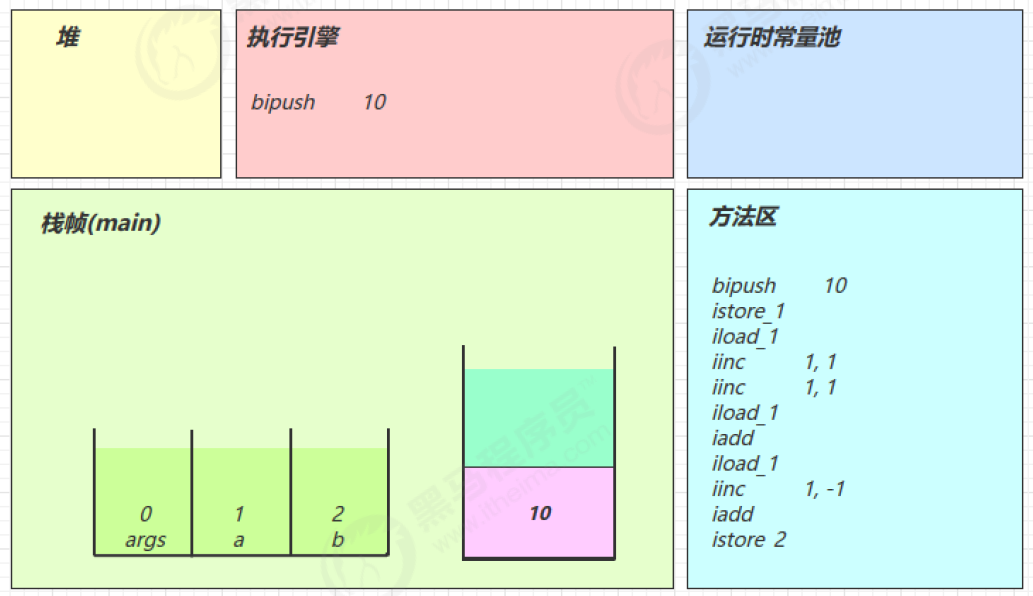 堆
执行引擎
bipush 10
运行时常量池
栈帧(main)
0
args
1
a
2
b
10
方法区
bipush 10
istore_1
iload_1
iinc 1, 1
iinc 1, 1
iload_1
iadd
iload_1
iinc 1, -1
iadd
istore 2
黑马程序员
www.itheima.com